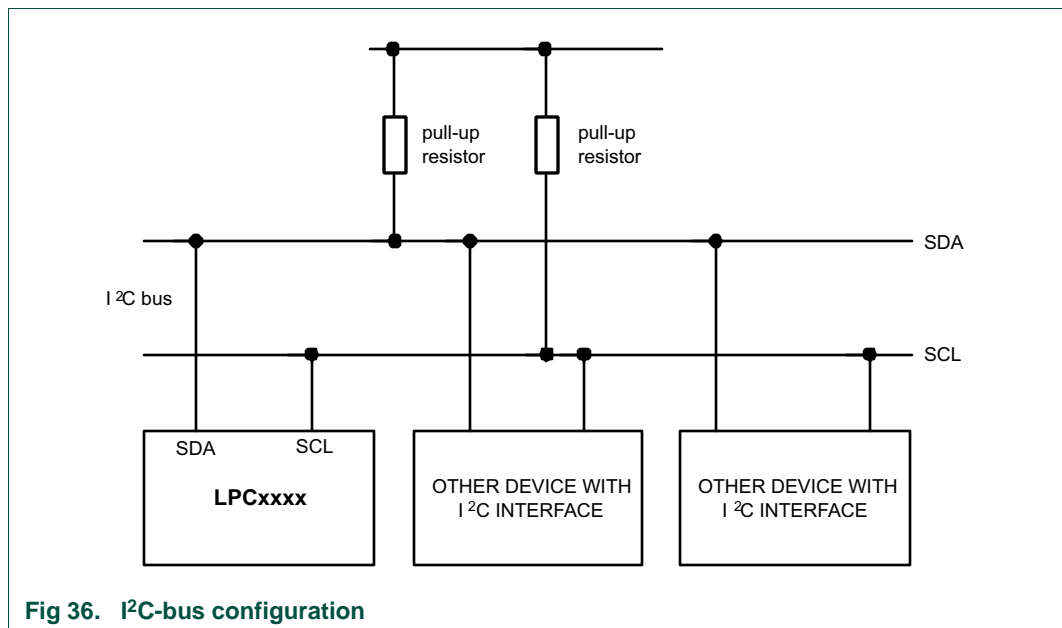 pull-up
resistor
pull-up
resistor
SDA
I ²C bus
SCL
SDA
SCL
LPCxxxx
OTHER DEVICE WITH
I ²C INTERFACE
OTHER DEVICE WITH
I ²C INTERFACE
Fig 36. I²C-bus configuration